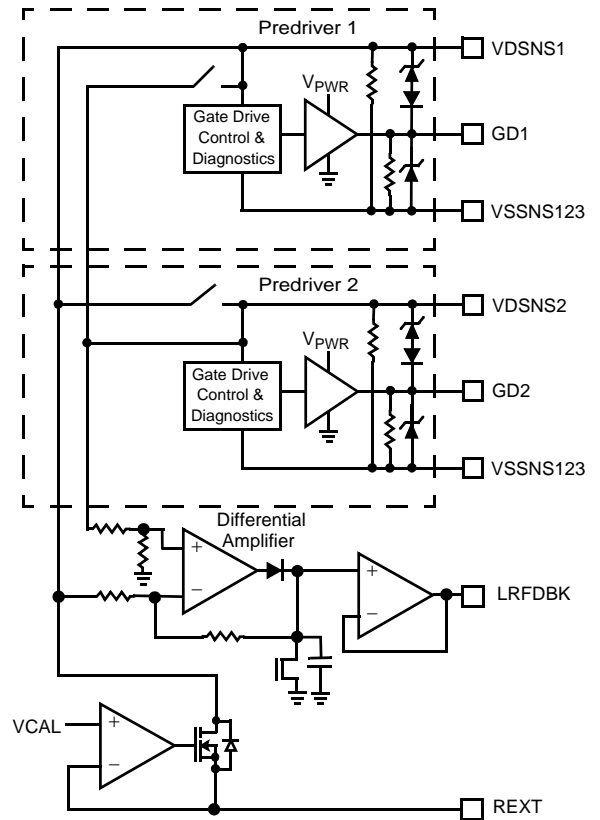 Predriver 1
VDSNS1
VPWR
Gate Drive
Control &
Diagnostics
GD1
VSSNS123
Predriver 2
VDSNS2
VPWR
Gate Drive
Control &
Diagnostics
GD2
VSSNS123
Differential
Amplifier
+
−
+
−
LRFDBK
VCAL
+
−
REXT